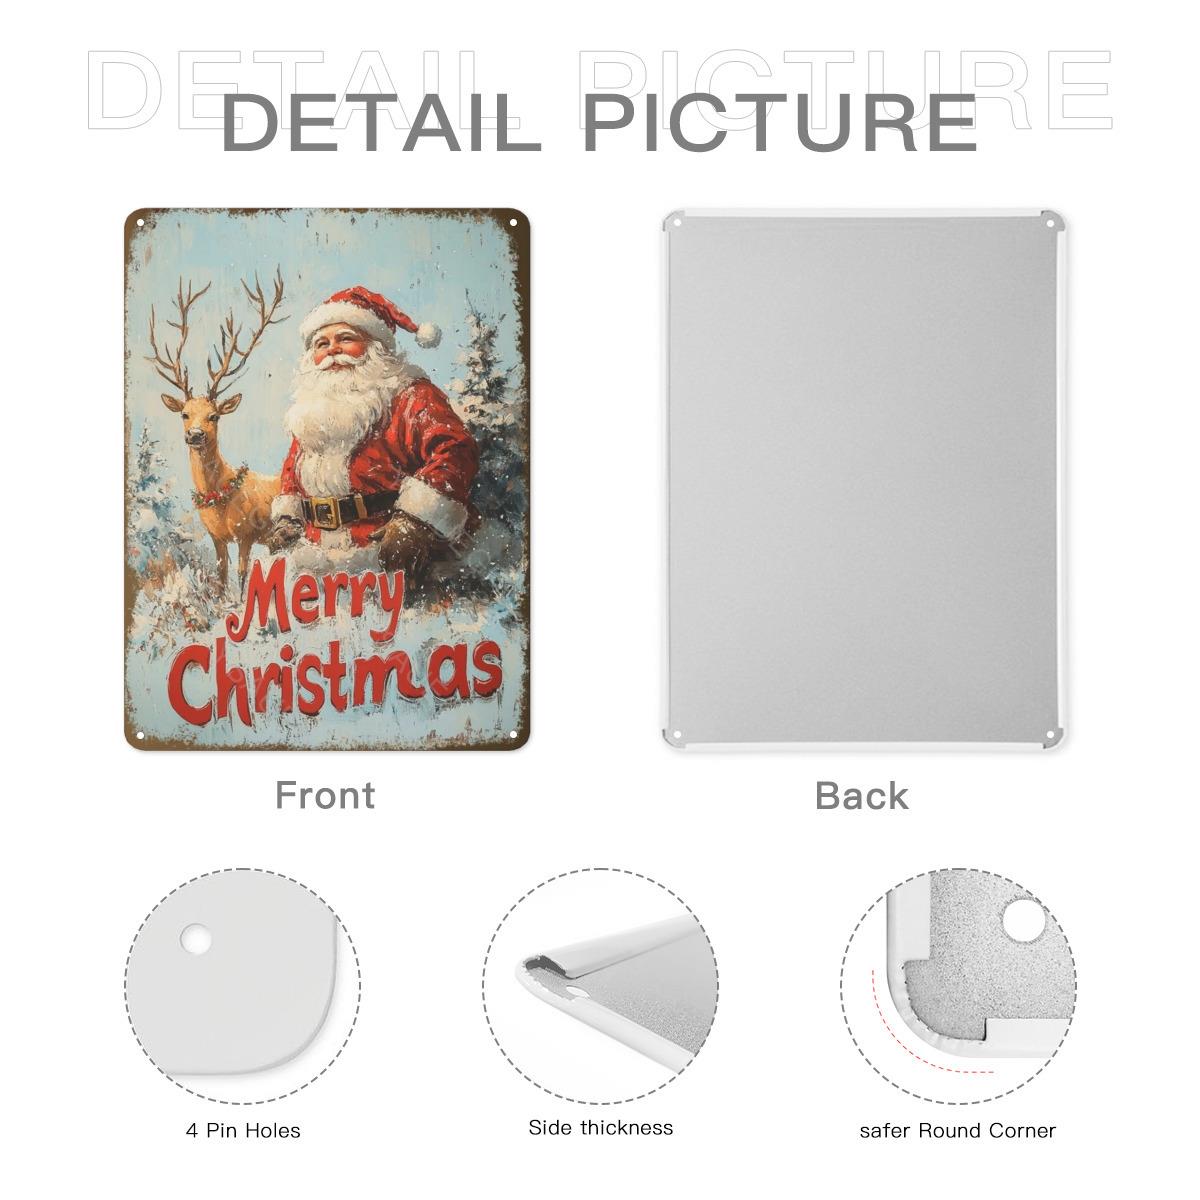 DETAIL PICTURE
DETAIL PICTURE
Merry
Christmas
Front
Back
4 Pin Holes
Side thickness
safer Round Corner